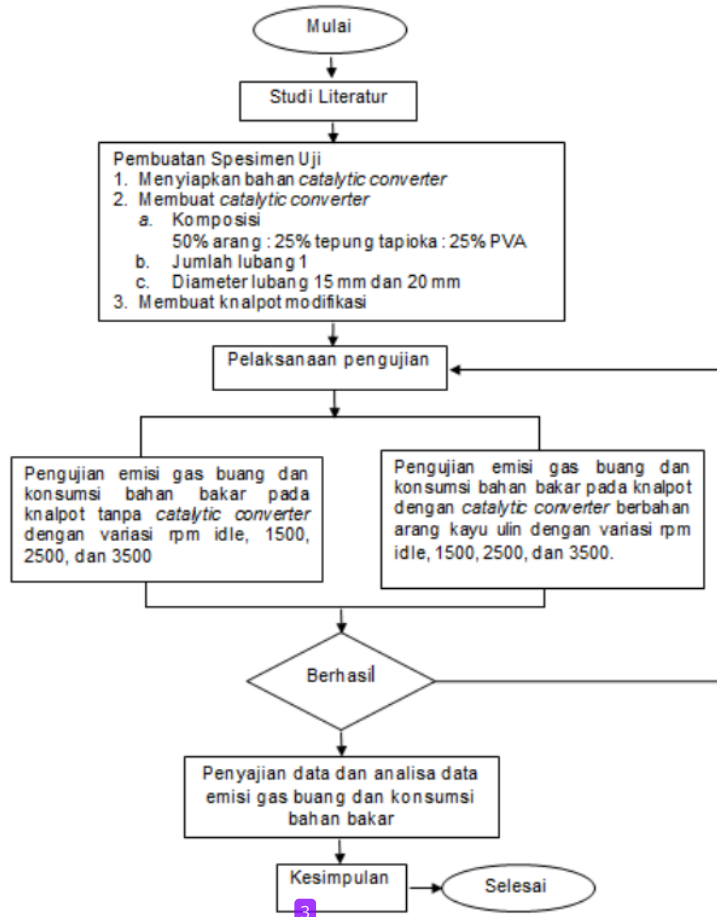 Mulai
Studi Literatur
Pembuatan Spesimen Uji
1. Menyiapkan bahan catalytic converter
2. Membuat catalytic converter
a. Komposisi
50% arang : 25% tepung tapioka : 25% PVA
b. Jumlah lubang 1
c. Diameter lubang 15 mm dan 20 mm
3. Membuat knalpot modifikasi
Pelaksanaan pengujian
Pengujian emisi gas buang dan
konsumsi bahan bakar pada
knalpot tanpa catalytic converter
dengan variasi rpm idle, 1500,
2500, dan 3500
Pengujian emisi gas buang dan
konsumsi bahan bakar pada knalpot
dengan catalytic converter berbahan
arang kayu ulin dengan variasi rpm
idle, 1500, 2500, dan 3500.
Berhasil
Penyajian data dan analisa data
emisi gas buang dan konsumsi
bahan bakar
Kesimpulan
Selesai
3